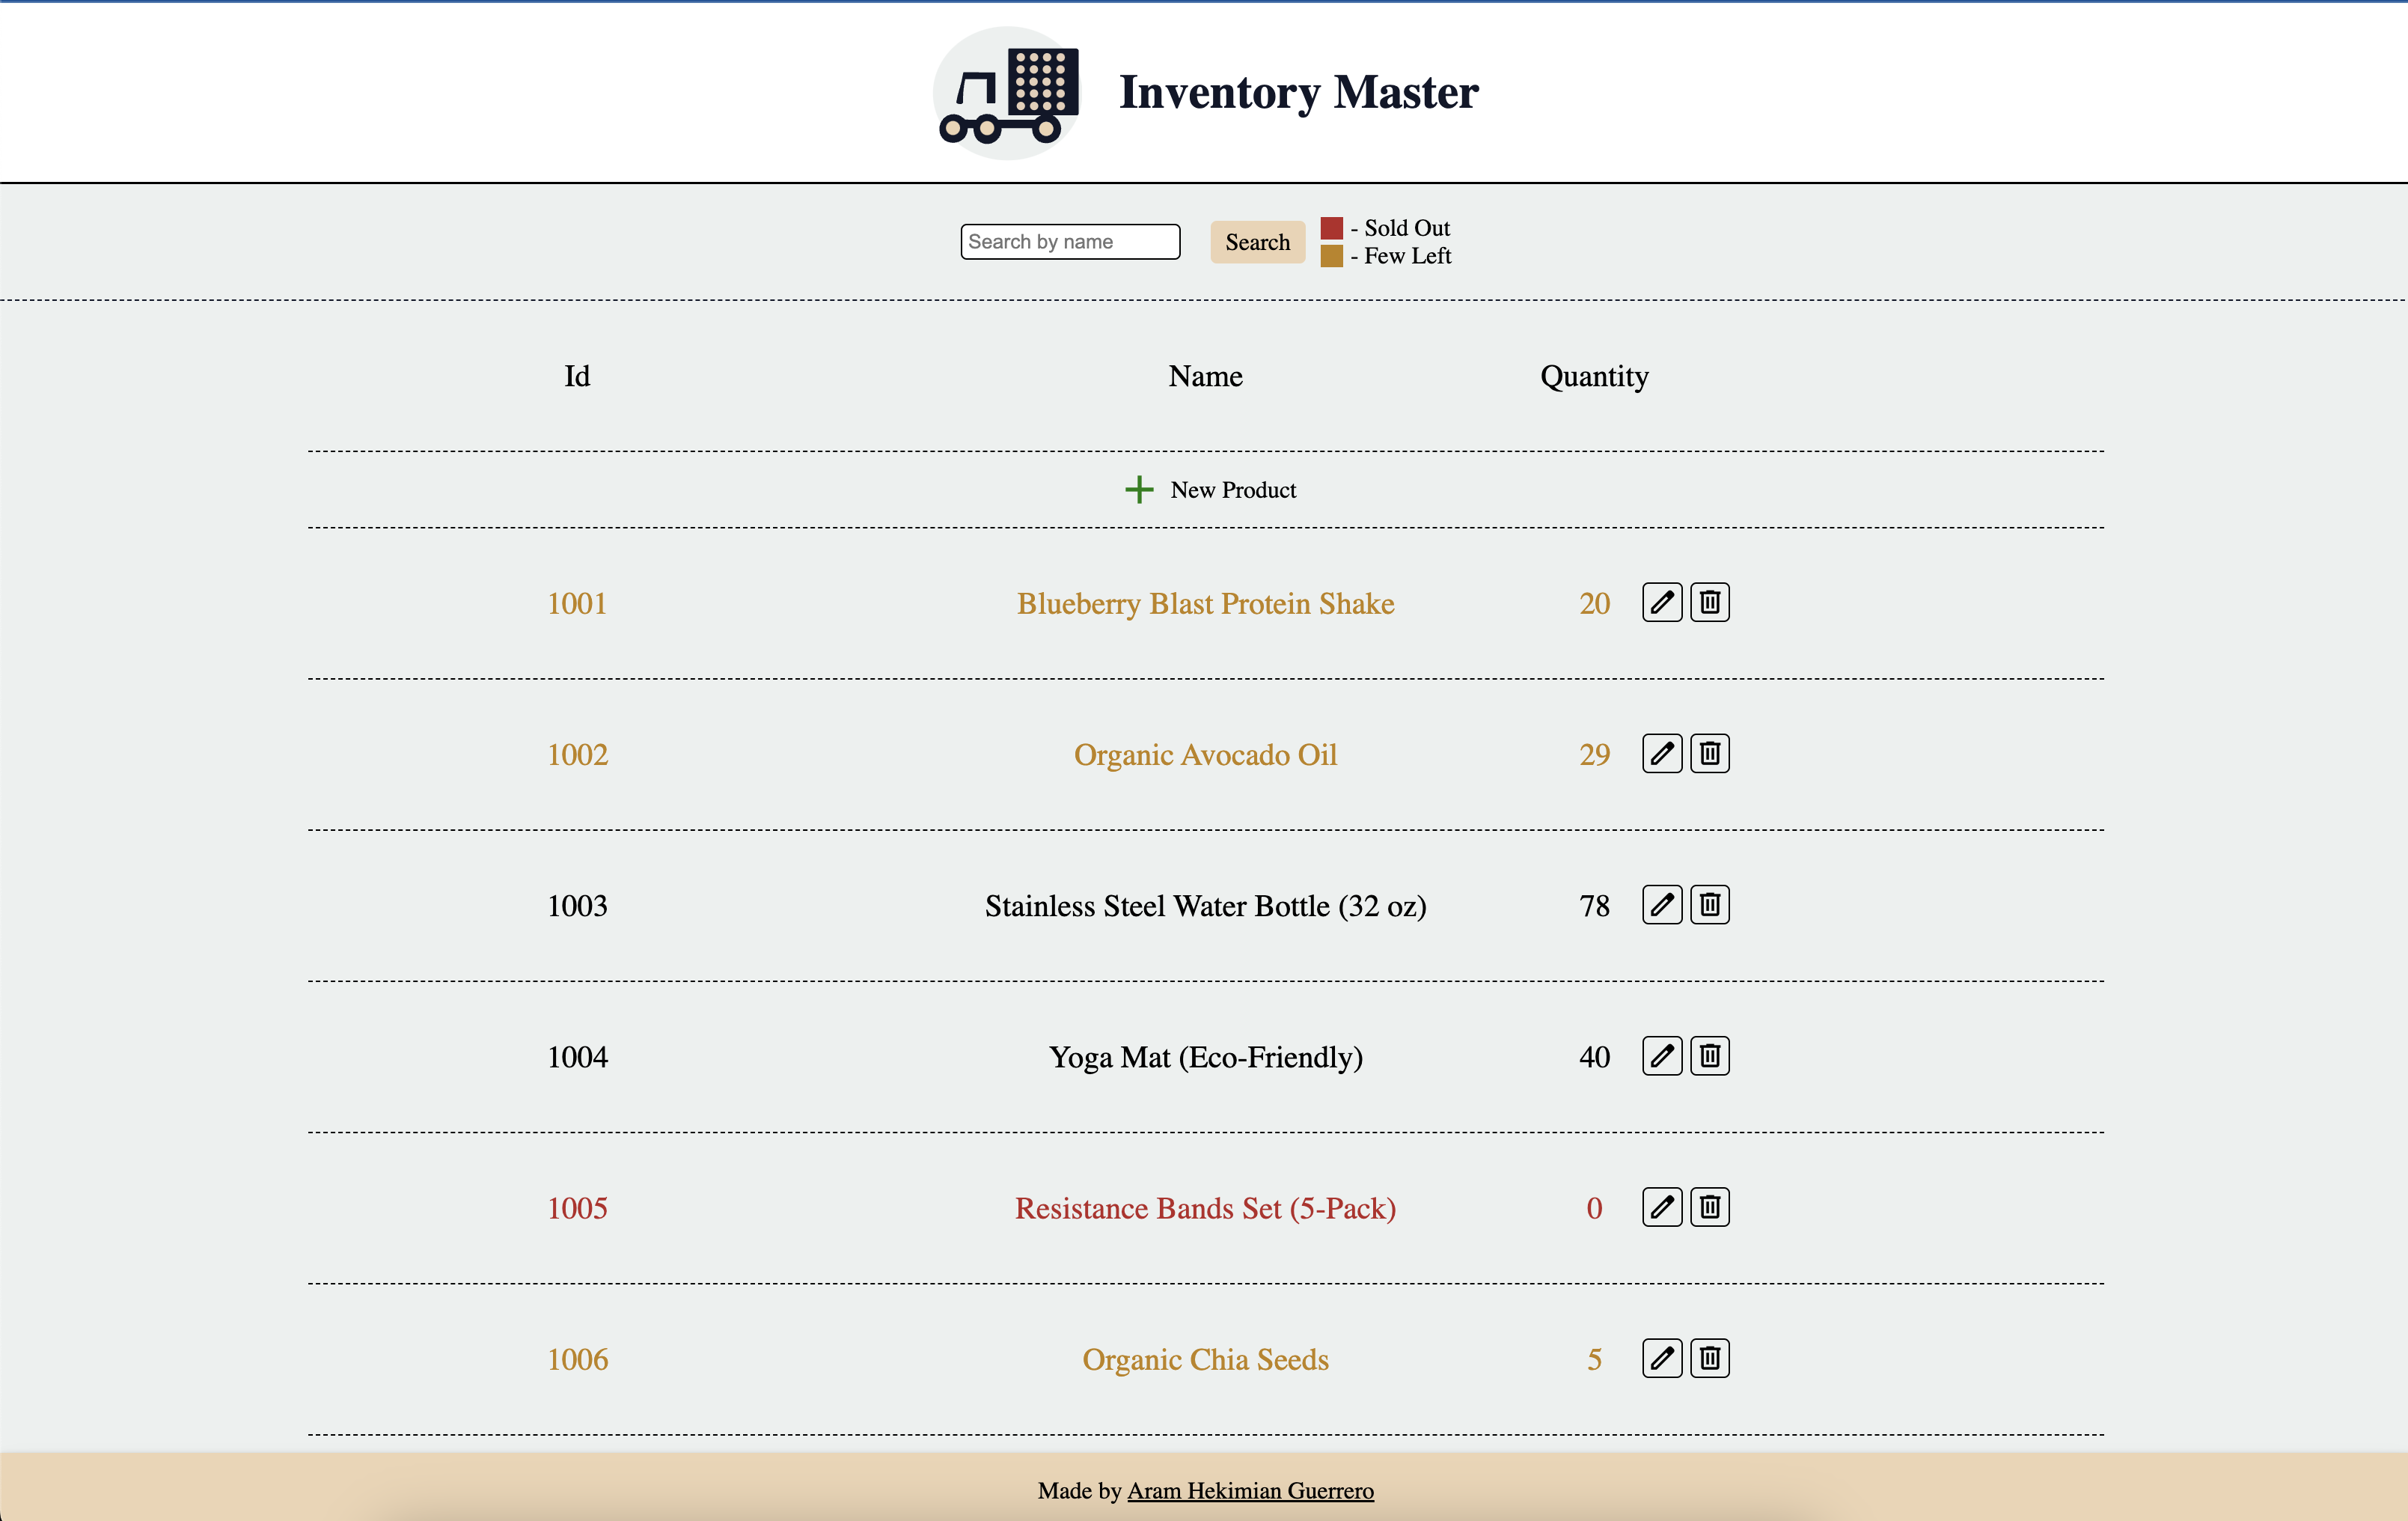 Inventory Master
Search by name
Search
- Sold Out
- Few Left
Id Name Quantity
New Product
1001 Blueberry Blast Protein Shake 20
1002 Organic Avocado Oil 29
1003 Stainless Steel Water Bottle (32 oz) 78
1004 Yoga Mat (Eco-Friendly) 40
1005 Resistance Bands Set (5-Pack) 0
1006 Organic Chia Seeds 5
Made by Aram Hekimian Guerrero